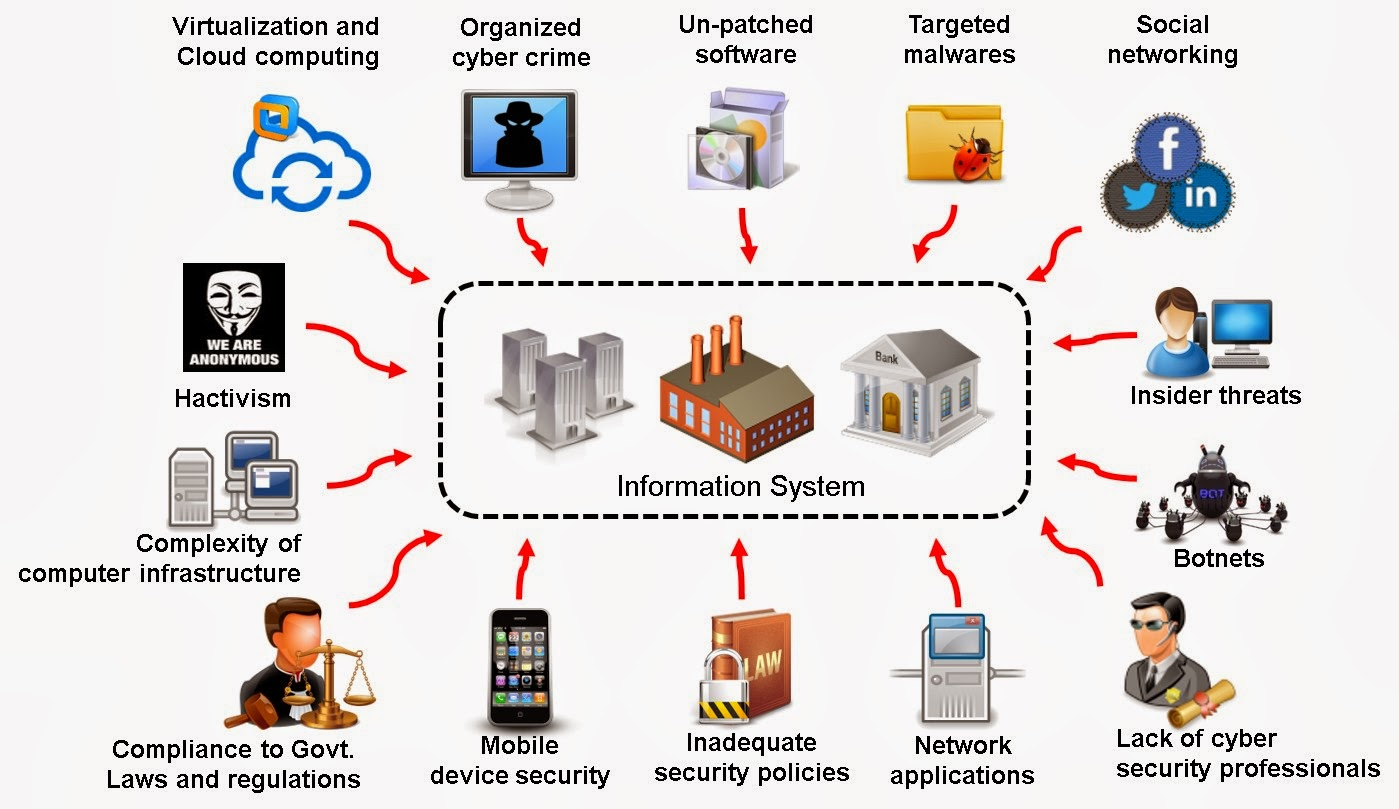 Virtualization and
Cloud computing
Organized
cyber crime
Un-patched
software
Targeted
malwares
Social
networking
f
in
WE ARE
ANONYMOUS
Hactivism
Bank
Insider threats
Information System
Complexity of
computer infrastructure
BOT
Botnets
LAW
Compliance to Govt.
Laws and regulations
Mobile
device security
Inadequate
security policies
Network
applications
Lack of cyber
security professionals